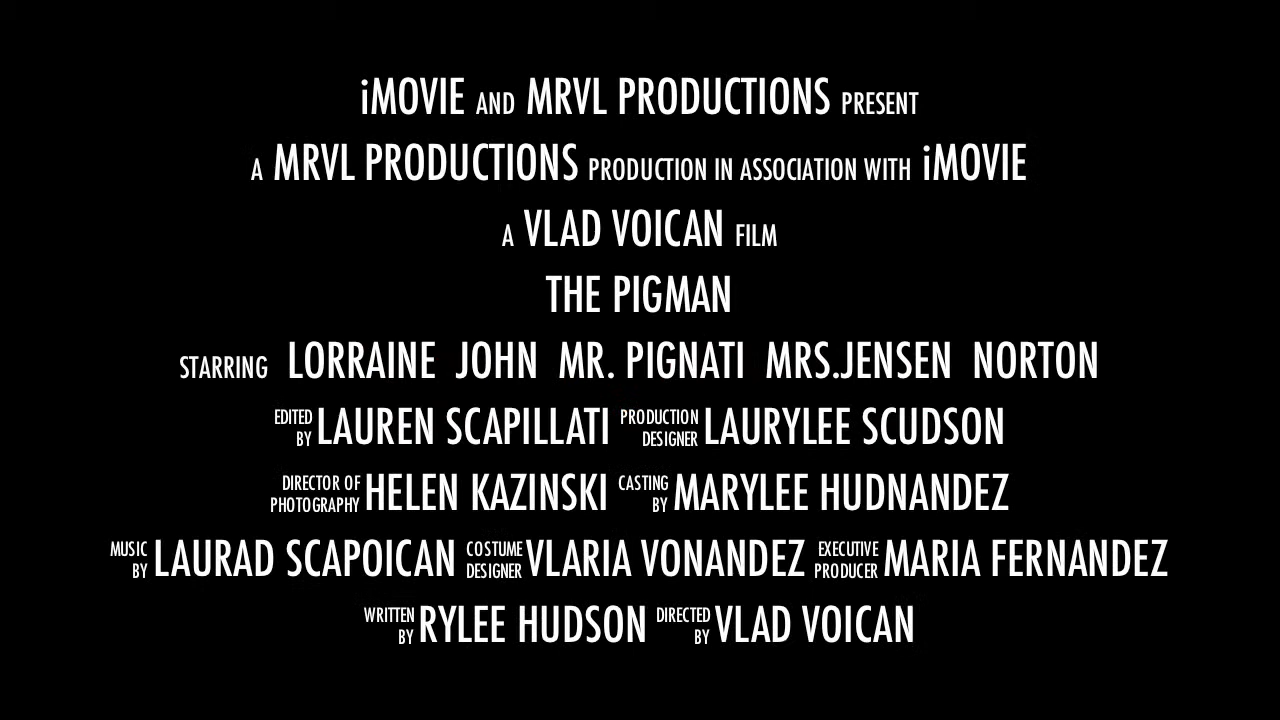 iMOVIE AND MRVL PRODUCTIONS PRESENT
A MRVL PRODUCTIONS PRODUCTION IN ASSOCIATION WITH iMOVIE
A VLAD VOICAN FILM
THE PIGMAN
STARRING LORRAINE JOHN MR. PIGNATI MRS.JENSEN NORTON
EDITED BY LAUREN SCAPILLATI PRODUCTION DESIGNER LAURYLEE SCUDSON
DIRECTOR OF PHOTOGRAPHY HELEN KAZINSKI CASTING BY MARYLEE HUDNANDEZ
MUSIC BY LAURAD SCAPOICAN COSTUME DESIGNER VLARIA VONANDEZ EXECUTIVE PRODUCER MARIA FERNANDEZ
WRITTEN BY RYLEE HUDSON DIRECTED BY VLAD VOICAN